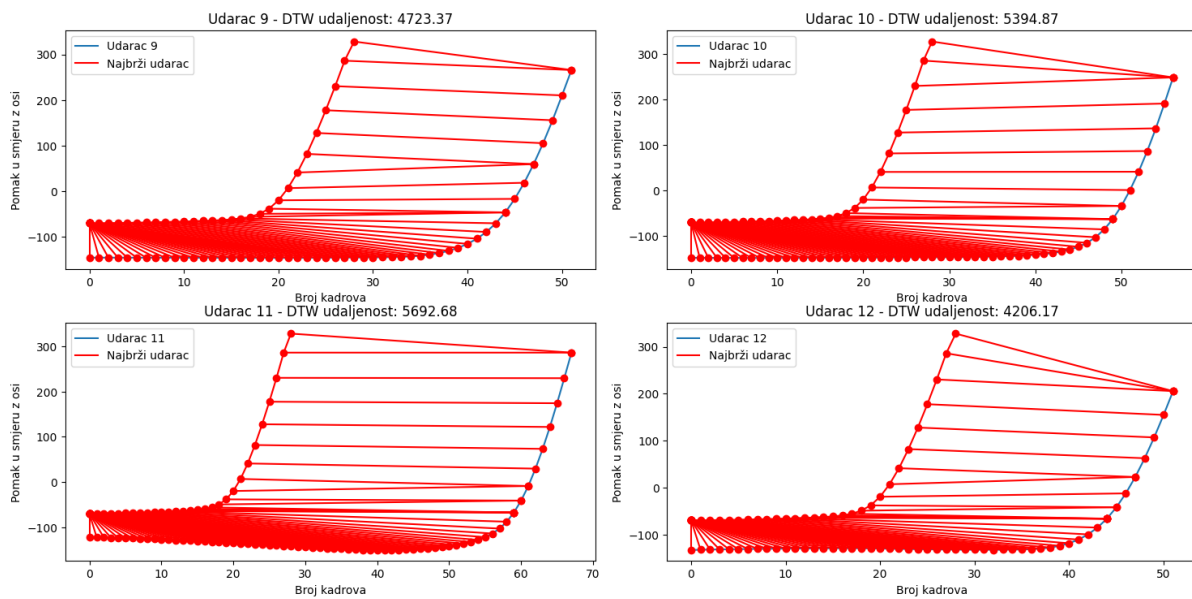 Udarac 9 - DTW udaljenost: 4723.37
Udarac 9
Najbrži udarac
Pomak u smjeru z osi
300
200
100
0
−100
0 10 20 30 40 50
Broj kadrova
Udarac 10 - DTW udaljenost: 5394.87
Udarac 10
Najbrži udarac
Pomak u smjeru z osi
300
200
100
0
−100
0 10 20 30 40 50
Broj kadrova
Udarac 11 - DTW udaljenost: 5692.68
Udarac 11
Najbrži udarac
Pomak u smjeru z osi
300
200
100
0
−100
0 10 20 30 40 50 60 70
Broj kadrova
Udarac 12 - DTW udaljenost: 4206.17
Udarac 12
Najbrži udarac
Pomak u smjeru z osi
300
200
100
0
−100
0 10 20 30 40 50
Broj kadrova